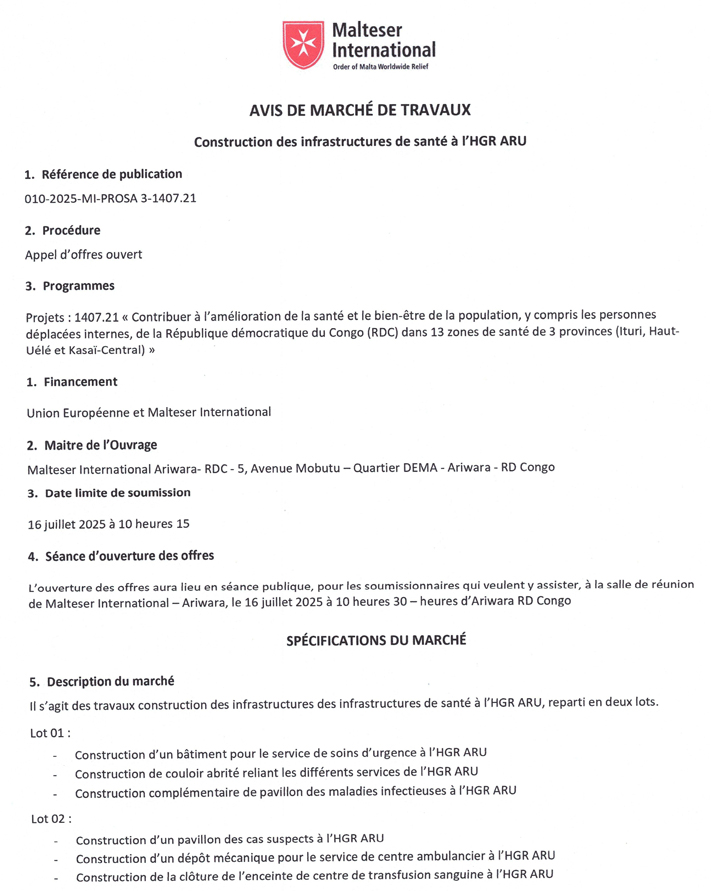 Malteser
International
Order of Malta Worldwide Relief
AVIS DE MARCHÉ DE TRAVAUX
Construction des infrastructures de santé à l'HGR ARU
1. Référence de publication
010-2025-MI-PROSA 3-1407.21
2. Procédure
Appel d'offres ouvert
3. Programmes
Projets : 1407.21 « Contribuer à l'amélioration de la santé et le bien-être de la population, y compris les personnes
déplacées internes, de la République démocratique du Congo (RDC) dans 13 zones de santé de 3 provinces (Ituri, Haut-
Uélé et Kasaï-Central) »
1. Financement
Union Européenne et Malteser International
2. Maitre de l'Ouvrage
Malteser International Ariwara- RDC - 5, Avenue Mobutu – Quartier DEMA - Ariwara - RD Congo
3. Date limite de soumission
16 juillet 2025 à 10 heures 15
4. Séance d'ouverture des offres
L'ouverture des offres aura lieu en séance publique, pour les soumissionnaires qui veulent y assister, à la salle de réunion
de Malteser International – Ariwara, le 16 juillet 2025 à 10 heures 30 – heures d'Ariwara RD Congo
SPÉCIFICATIONS DU MARCHÉ
5. Description du marché
Il s'agit des travaux construction des infrastructures des infrastructures de santé à l'HGR ARU, reparti en deux lots.
Lot 01 :
- Construction d'un bâtiment pour le service de soins d'urgence à l'HGR ARU
- Construction de couloir abrité reliant les différents services de l'HGR ARU
- Construction complémentaire de pavillon des maladies infectieuses à l'HGR ARU
Lot 02 :
- Construction d'un pavillon des cas suspects à l'HGR ARU
- Construction d'un dépôt mécanique pour le service de centre ambulancier à l'HGR ARU
- Construction de la clôture de l'enceinte de centre de transfusion sanguine à l'HGR ARU